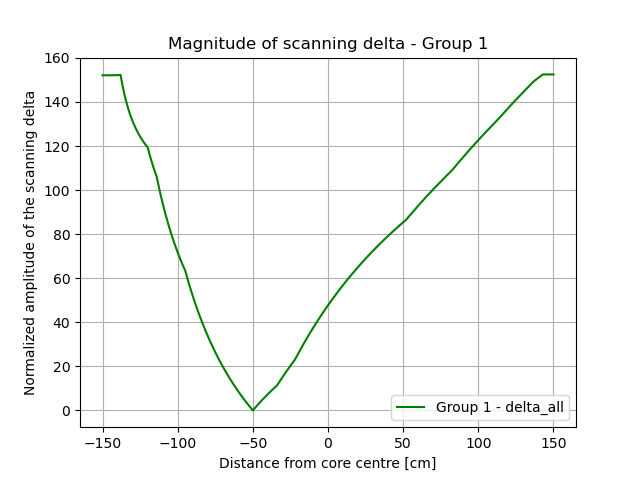 Magnitude of scanning delta - Group 1
Normalized amplitude of the scanning delta
160
140
120
100
80
60
40
20
0
Group 1 - delta_all
−150 −100 −50 0 50 100 150
Distance from core centre [cm]